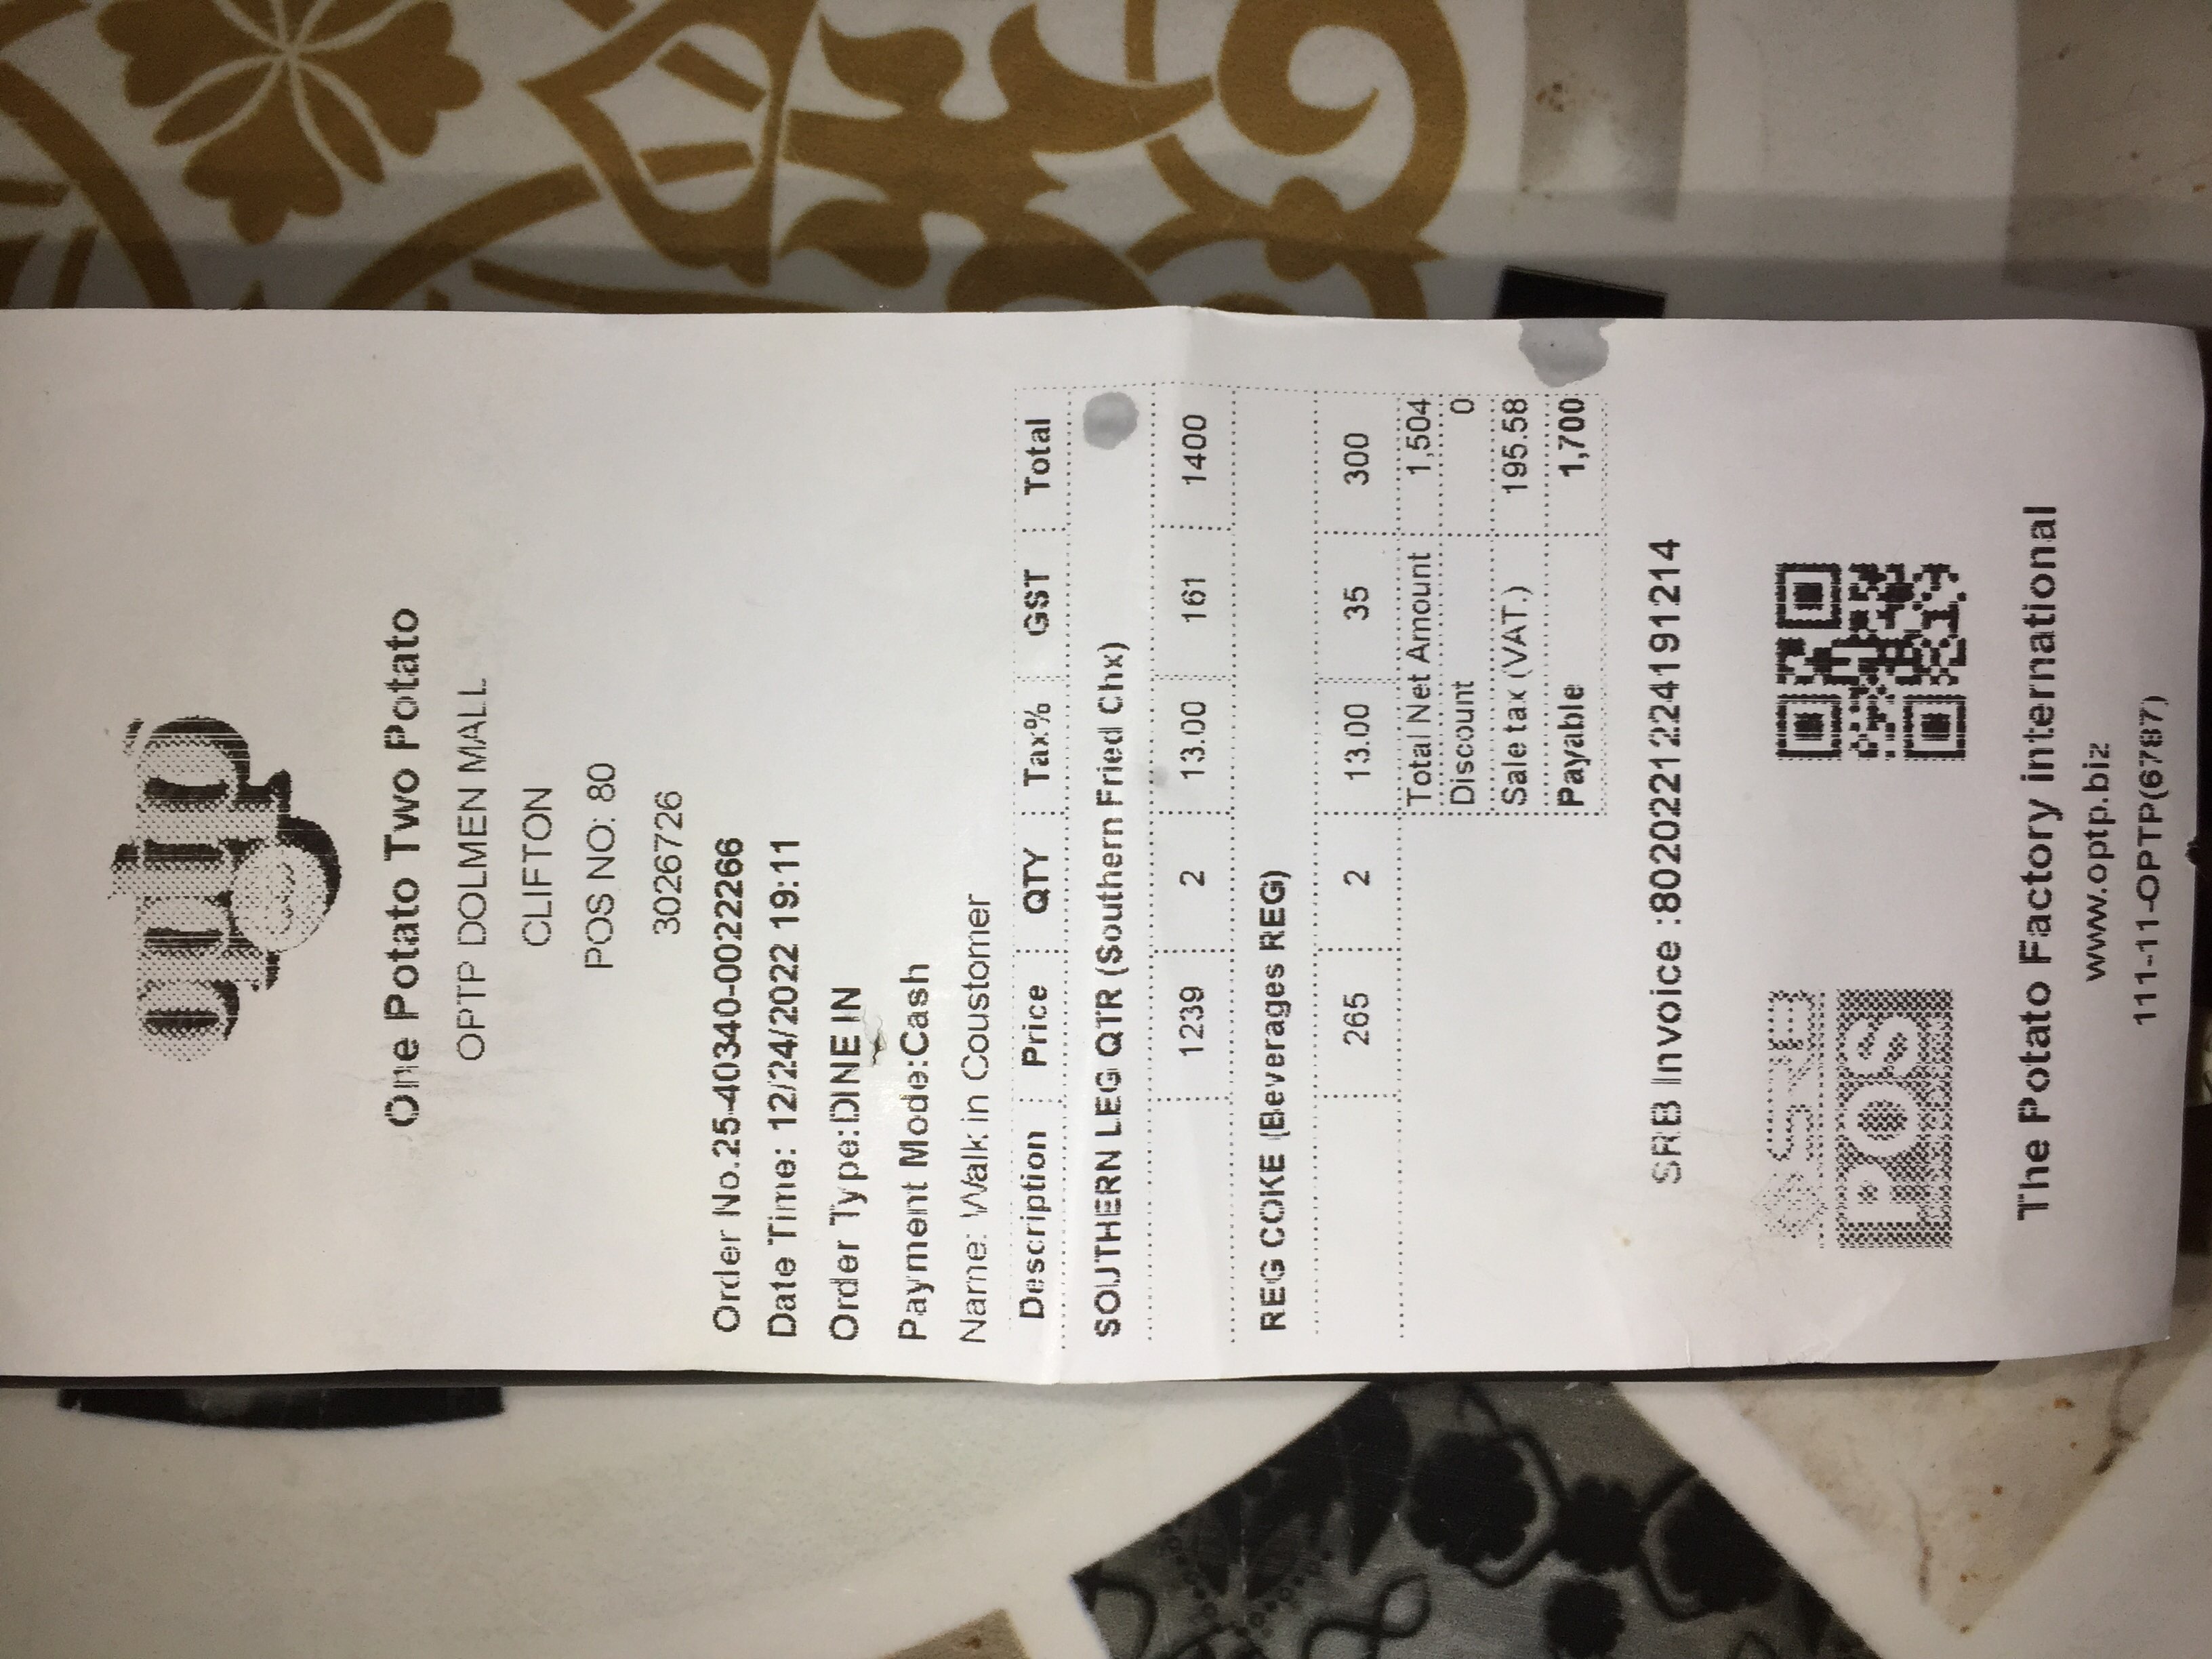 optp
One Potato Two Potato
OPTP DOLMEN MALL
CLIFTON
POS NO: 80
3026726
Order No.25-40340-0022266
Date Time: 12/24/2022 19:11
Order Type:DINE IN
Payment Mode:Cash
Name: Walk in Coustomer
Description Price QTY Tax% GST Total
SOUTHERN LEG QTR (Southern Fried Chx)
1239 2 13.00 161 1400
REG COKE (Beverages REG)
265 2 13.00 35 300
Total Net Amount 1,504
Discount 0
Sale tax (VAT.) 195.58
Payable 1,700
SRB Invoice :8020221224191214
SRB
POS
The Potato Factory international
www.optp.biz
111-11-OPTP(6787)